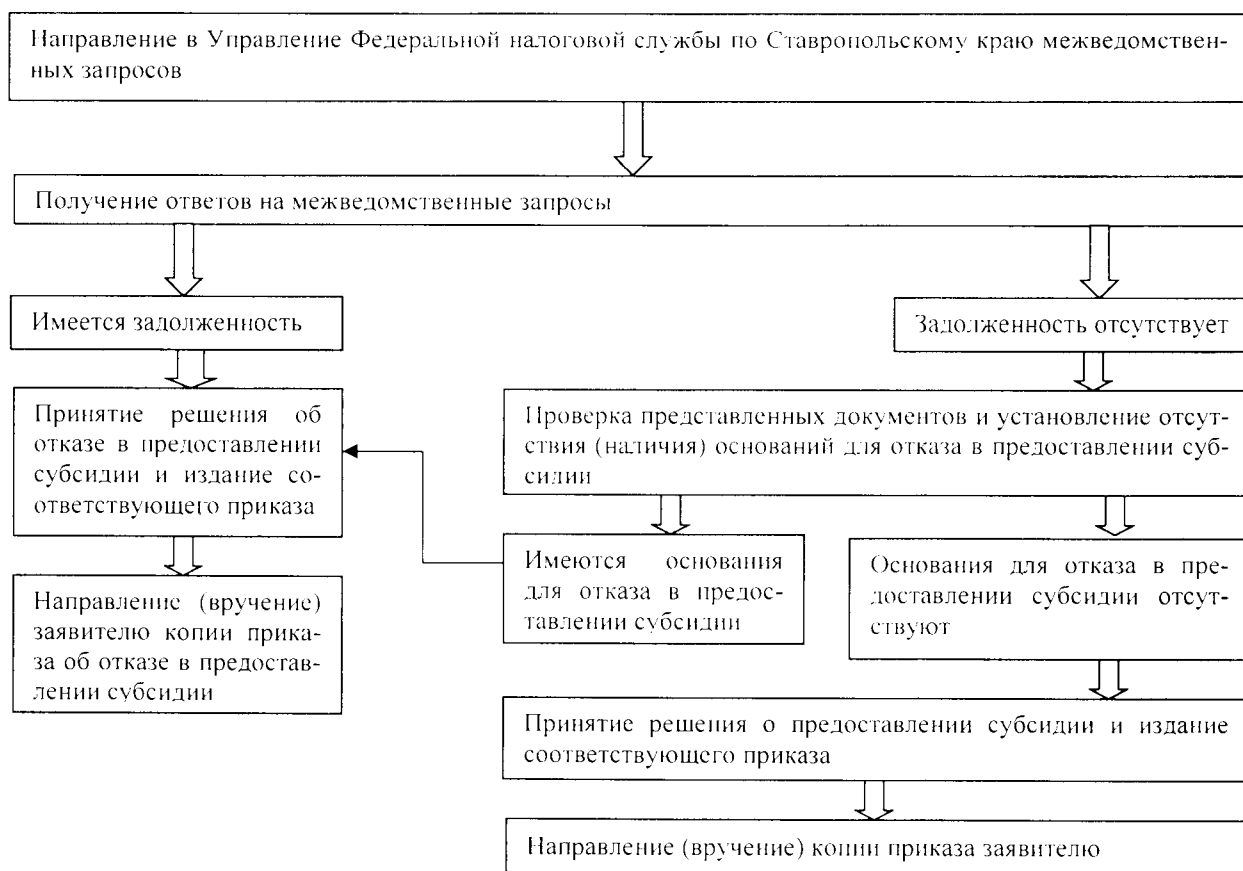 Направление в Управление Федеральной налоговой службы по Ставропольскому краю межведомствен-
ных запросов
Получение ответов на межведомственные запросы
Имеется задолженность
Задолженность отсутствует
Принятие решения об
отказе в предоставлении
субсидии и издание со-
ответствующего приказа
Проверка представленных документов и установление отсут-
ствия (наличия) оснований для отказа в предоставлении суб-
сидии
Имеются основания
для отказа в предос-
тавлении субсидии
Основания для отказа в пре-
доставлении субсидии отсут-
ствуют
Направление (вручение)
заявителю копии прика-
за об отказе в предостав-
лении субсидии
Принятие решения о предоставлении субсидии и издание
соответствующего приказа
Направление (вручение) копии приказа заявителю